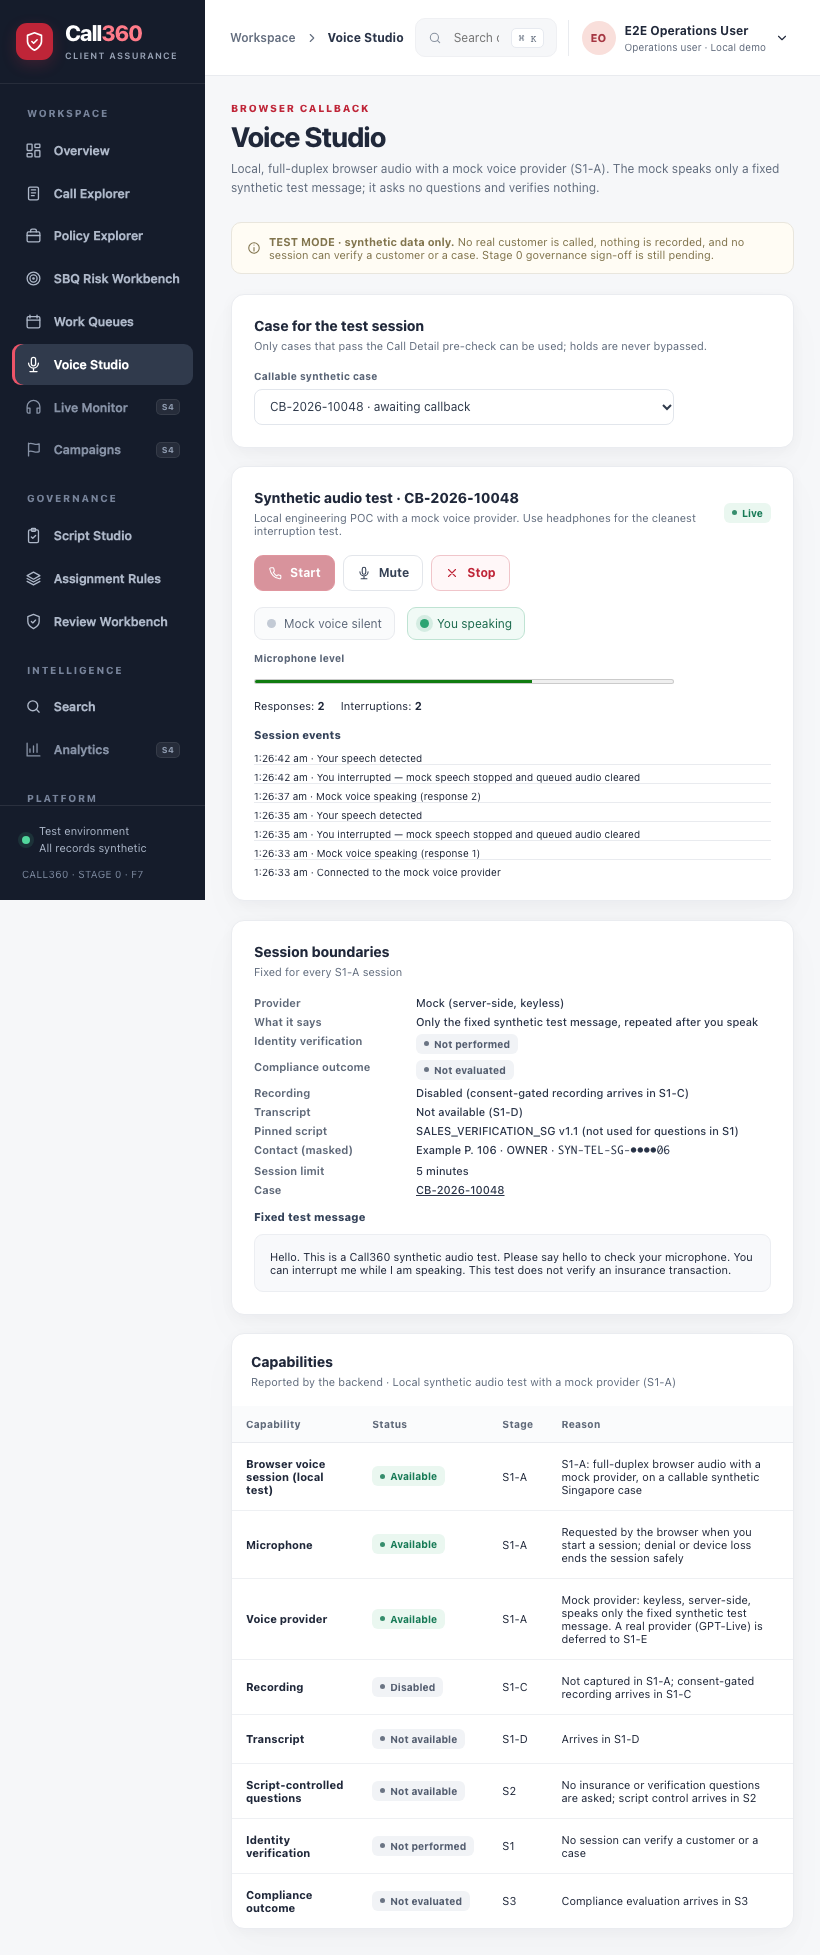 Call360
CLIENT ASSURANCE
WORKSPACE
Overview
Call Explorer
Policy Explorer
SBQ Risk Workbench
Work Queues
Voice Studio
Live Monitor S4
Campaigns S4
GOVERNANCE
Script Studio
Assignment Rules
Review Workbench
INTELLIGENCE
Search
Analytics S4
PLATFORM
Test environment
All records synthetic
CALL360 · STAGE 0 · F7
Workspace > Voice Studio
Search
⌘ K
EO
E2E Operations User
Operations user · Local demo
BROWSER CALLBACK
Voice Studio
Local, full-duplex browser audio with a mock voice provider (S1-A). The mock speaks only a fixed
synthetic test message; it asks no questions and verifies nothing.
TEST MODE · synthetic data only. No real customer is called, nothing is recorded, and no
session can verify a customer or a case. Stage 0 governance sign-off is still pending.
Case for the test session
Only cases that pass the Call Detail pre-check can be used; holds are never bypassed.
Callable synthetic case
CB-2026-10048 · awaiting callback
Synthetic audio test · CB-2026-10048
Local engineering POC with a mock voice provider. Use headphones for the cleanest
interruption test.
Live
Start
Mute
Stop
Mock voice silent
You speaking
Microphone level
Responses: 2 Interruptions: 2
Session events
1:26:42 am · Your speech detected
1:26:42 am · You interrupted — mock speech stopped and queued audio cleared
1:26:37 am · Mock voice speaking (response 2)
1:26:35 am · Your speech detected
1:26:35 am · You interrupted — mock speech stopped and queued audio cleared
1:26:33 am · Mock voice speaking (response 1)
1:26:33 am · Connected to the mock voice provider
Session boundaries
Fixed for every S1-A session
Provider Mock (server-side, keyless)
What it says Only the fixed synthetic test message, repeated after you speak
Identity verification Not performed
Compliance outcome Not evaluated
Recording Disabled (consent-gated recording arrives in S1-C)
Transcript Not available (S1-D)
Pinned script SALES_VERIFICATION_SG v1.1 (not used for questions in S1)
Contact (masked) Example P. 106 · OWNER · SYN-TEL-SG-●●●●06
Session limit 5 minutes
Case CB-2026-10048
Fixed test message
Hello. This is a Call360 synthetic audio test. Please say hello to check your microphone. You
can interrupt me while I am speaking. This test does not verify an insurance transaction.
Capabilities
Reported by the backend · Local synthetic audio test with a mock provider (S1-A)
Capability Status Stage Reason
Browser voice
session (local
test)
Available
S1-A
S1-A: full-duplex browser audio with a
mock provider, on a callable synthetic
Singapore case
Microphone
Available
S1-A
Requested by the browser when you
start a session; denial or device loss
ends the session safely
Voice provider
Available
S1-A
Mock provider: keyless, server-side,
speaks only the fixed synthetic test
message. A real provider (GPT-Live) is
deferred to S1-E
Recording
Disabled
S1-C
Not captured in S1-A; consent-gated
recording arrives in S1-C
Transcript
Not available
S1-D
Arrives in S1-D
Script-controlled
questions
Not available
S2
No insurance or verification questions
are asked; script control arrives in S2
Identity
verification
Not performed
S1
No session can verify a customer or a
case
Compliance
outcome
Not evaluated
S3
Compliance evaluation arrives in S3